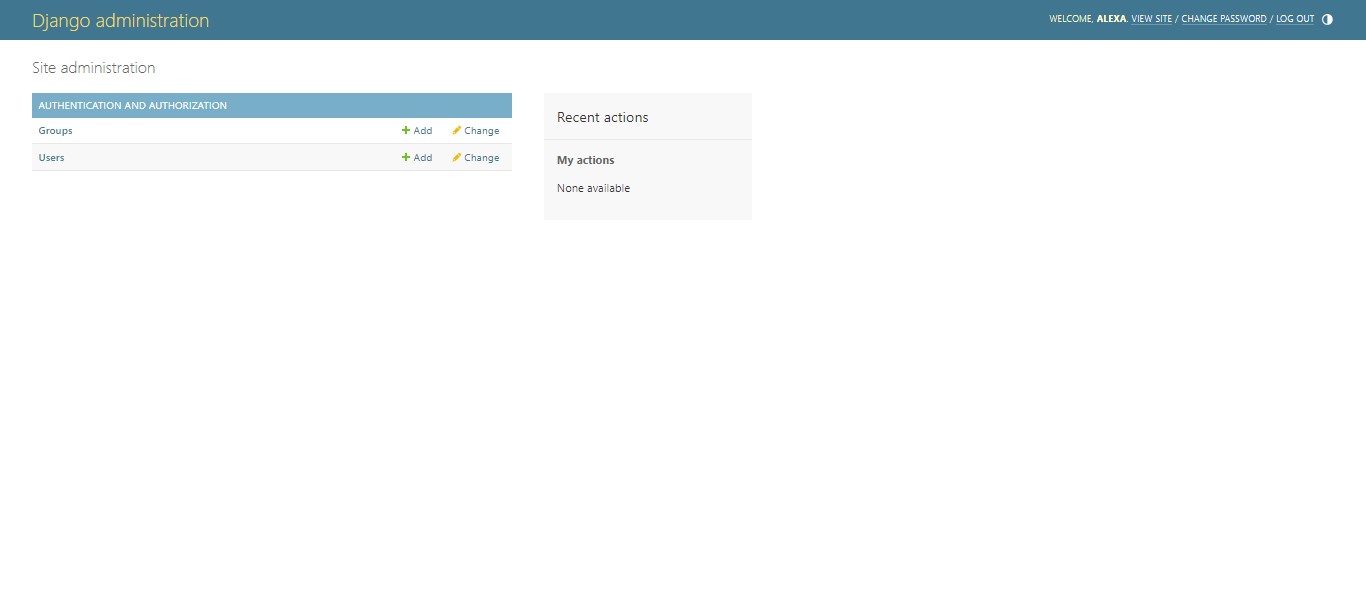 Django administration
WELCOME, ALEXA. VIEW SITE / CHANGE PASSWORD / LOG OUT
Site administration
AUTHENTICATION AND AUTHORIZATION
Groups Add Change
Users Add Change
Recent actions
My actions
None available